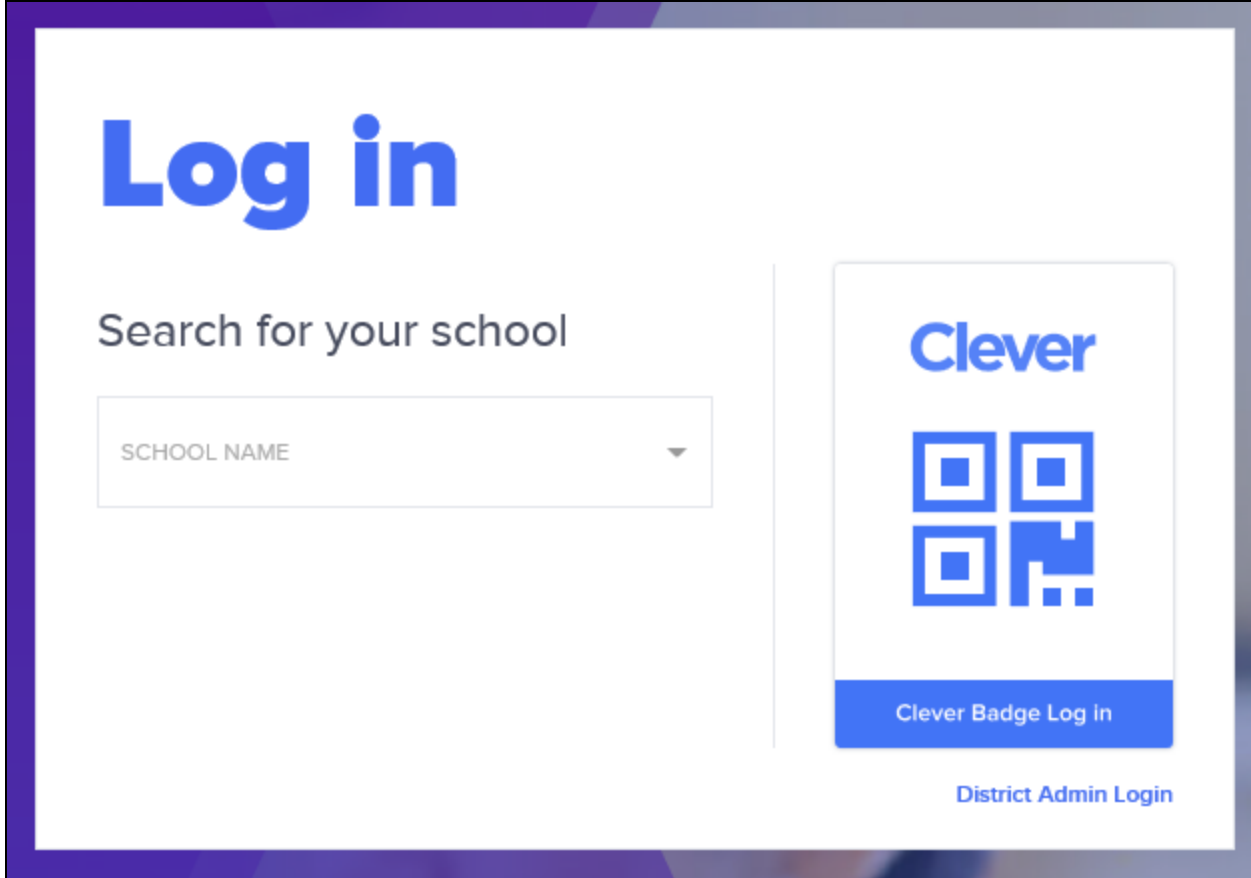 Log in
Search for your school
SCHOOL NAME
Clever
Clever Badge Log in
District Admin Login